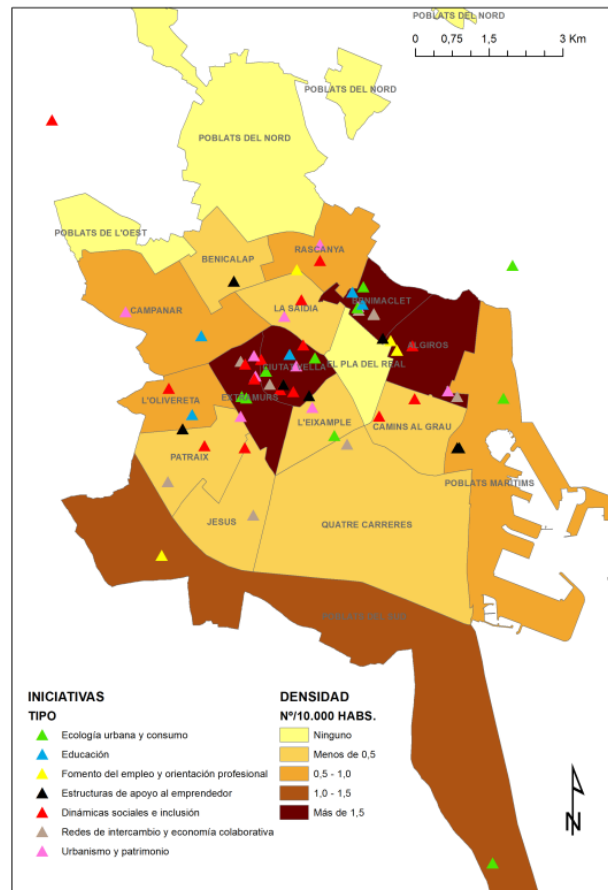 POBLATS DEL NORD
0 0,75 1,5 3 Km
POBLATS DEL NORD
POBLATS DEL NORD
POBLATS DE L'OEST
BENICALAP
RASCANYA
CAMPANAR
LA SAIDIA
BENIMACLET
ALGIROS
CIUTAT VELLA
EL PLA DEL REAL
L'OLIVERETA
EXTRAMURS
L'EIXAMPLE
CAMINS AL GRAU
PATRAIX
POBLATS MARITIMS
JESUS
QUATRE CARRERES
INICIATIVAS
TIPO
Ecología urbana y consumo
Educación
Fomento del empleo y orientación profesional
Estructuras de apoyo al emprendedor
Dinámicas sociales e inclusión
Redes de intercambio y economía colaborativa
Urbanismo y patrimonio
DENSIDAD
Nº/10.000 HABS.
Ninguno
Menos de 0,5
0,5 - 1,0
1,0 - 1,5
Más de 1,5
N